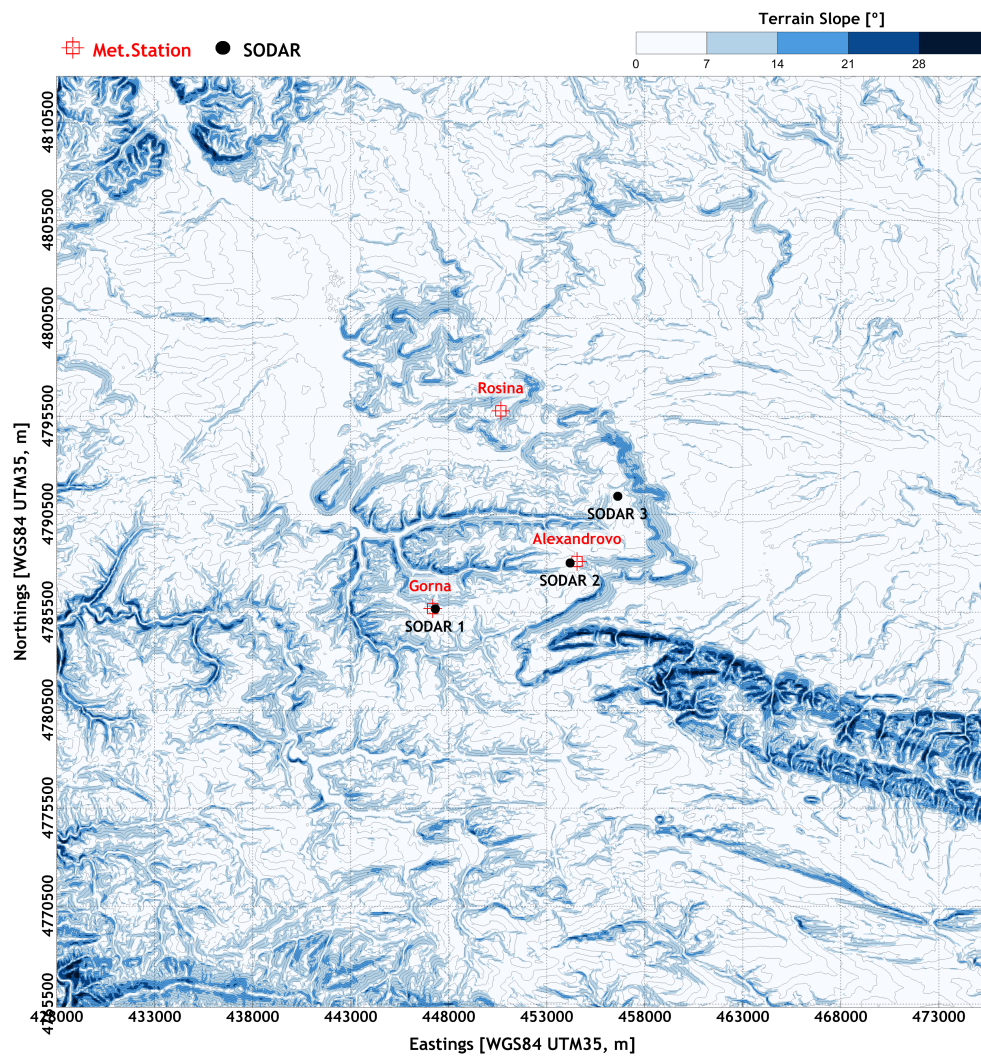 Terrain Slope [º]
Met.Station
SODAR
0
7
14
21
28
4810500
4805500
4800500
4795500
4790500
4785500
4780500
4775500
4770500
Northings [WGS84 UTM35, m]
Rosina
SODAR 3
Alexandrovo
SODAR 2
Gorna
SODAR 1
433000
438000
443000
448000
453000
458000
463000
468000
473000
Eastings [WGS84 UTM35, m]